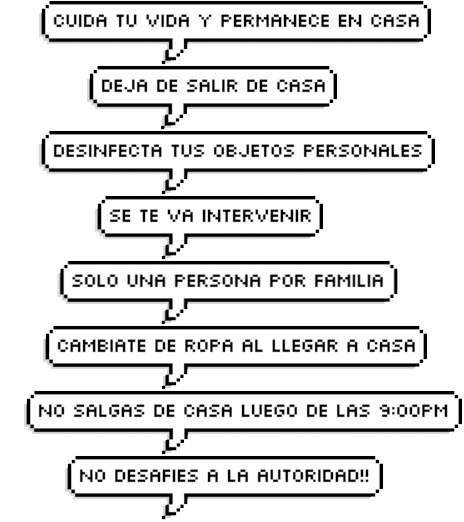 CUIDA TU VIDA Y PERMANECE EN CASA
DEJA DE SALIR DE CASA
DESINFECTA TUS OBJETOS PERSONALES
SE TE VA INTERVENIR
SOLO UNA PERSONA POR FAMILIA
CAMBIATE DE ROPA AL LLEGAR A CASA
NO SALGAS DE CASA LUEGO DE LAS 9:00PM
NO DESAFIES A LA AUTORIDAD!!